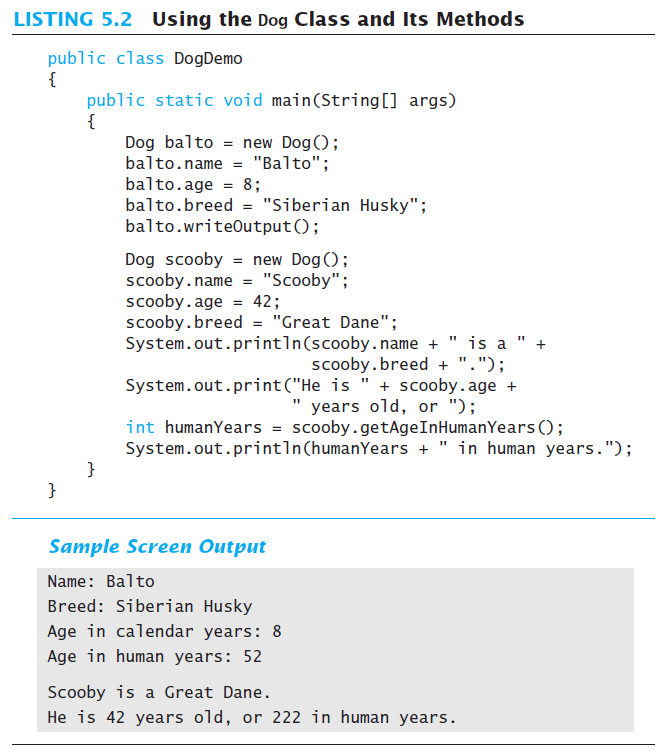 LISTING 5.2 Using the Dog Class and Its Methods
public class DogDemo
{
    public static void main(String[] args)
    {
        Dog balto = new Dog();
        balto.name = "Balto";
        balto.age = 8;
        balto.breed = "Siberian Husky";
        balto.writeOutput();
        Dog scooby = new Dog();
        scooby.name = "Scooby";
        scooby.age = 42;
        scooby.breed = "Great Dane";
        System.out.println(scooby.name + " is a " +
                           scooby.breed + ".");
        System.out.print("He is " + scooby.age +
                         " years old, or ");
        int humanYears = scooby.getAgeInHumanYears();
        System.out.println(humanYears + " in human years.");
    }
}
Sample Screen Output
Name: Balto
Breed: Siberian Husky
Age in calendar years: 8
Age in human years: 52
Scooby is a Great Dane.
He is 42 years old, or 222 in human years.